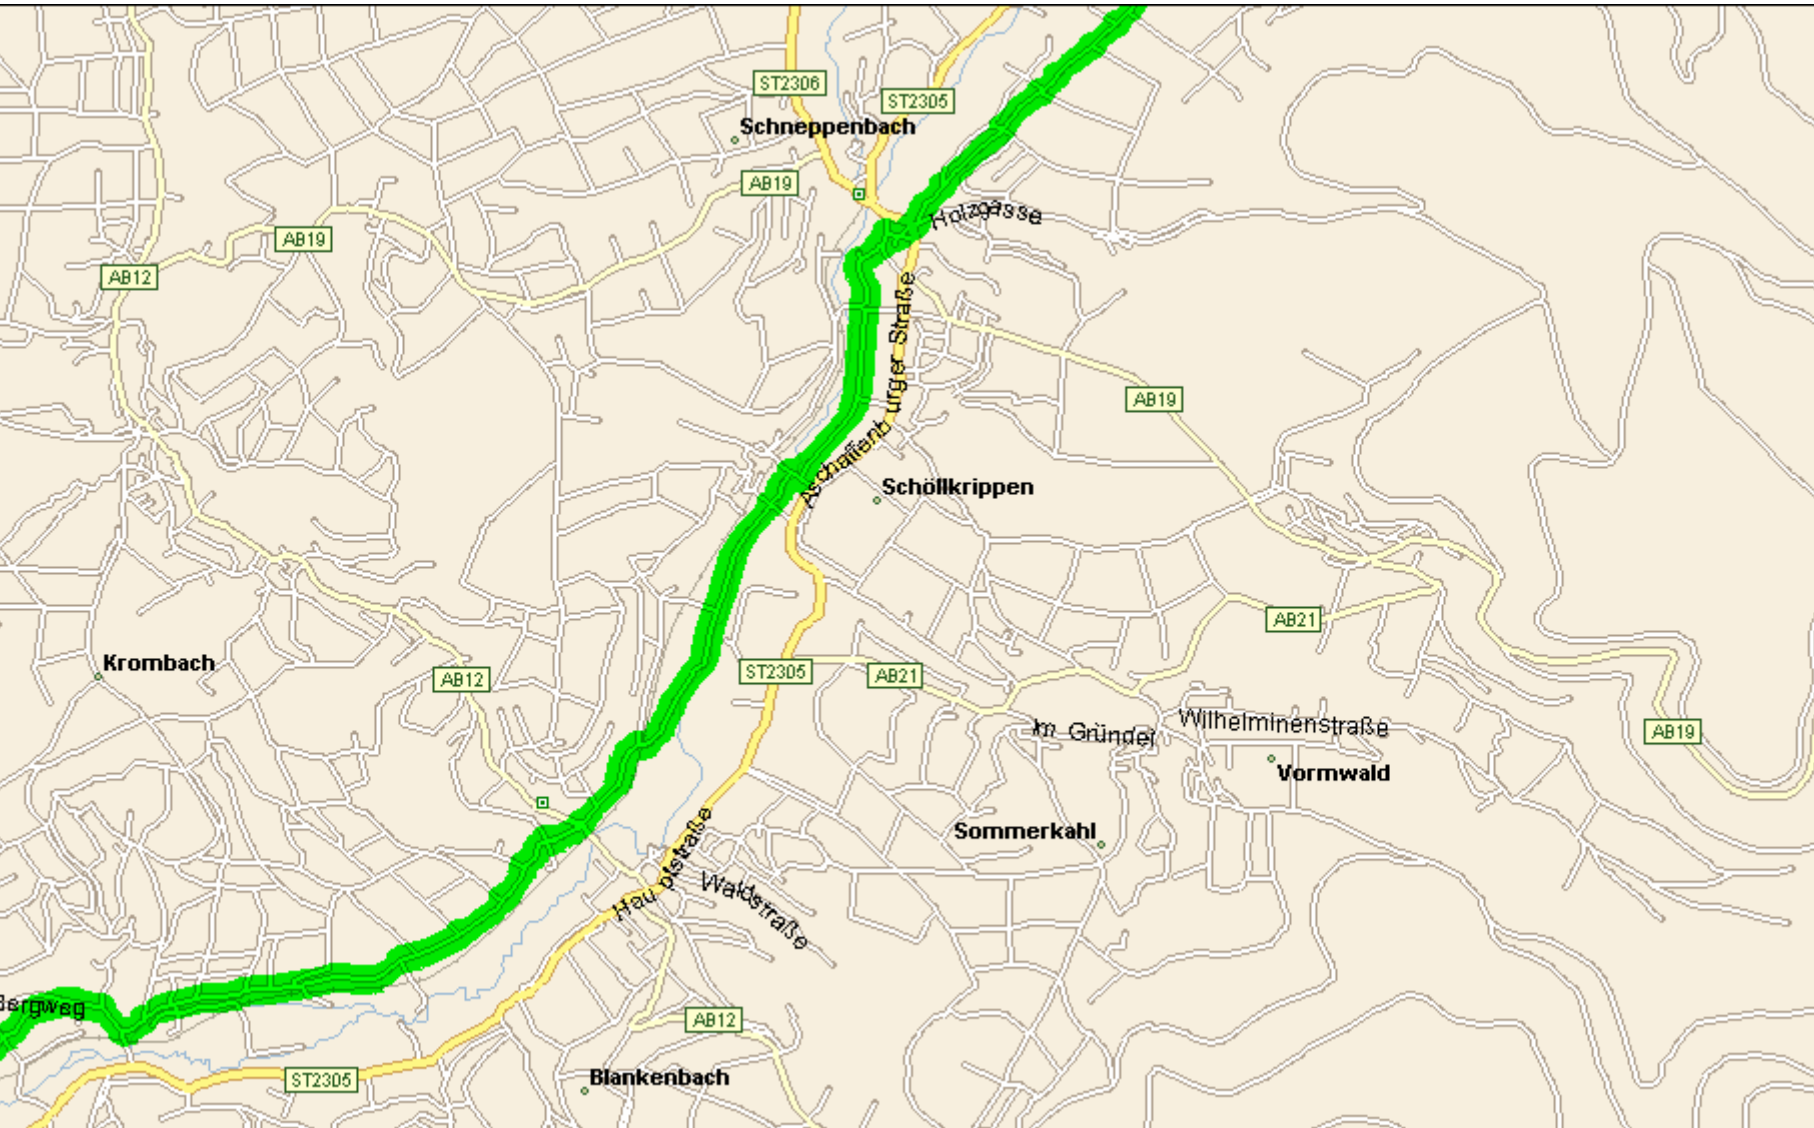 ST2306
ST2305
Schneppenbach
AB19
Holzgasse
AB19
AB12
Aschaffenburger Straße
AB19
Schöllkrippen
AB21
Krombach
AB12
ST2305
AB21
Im Gründel
Wilhelminenstraße
AB19
Vormwald
Sommerkahl
Hauptstraße
Waldstraße
Bergweg
AB12
ST2305
Blankenbach